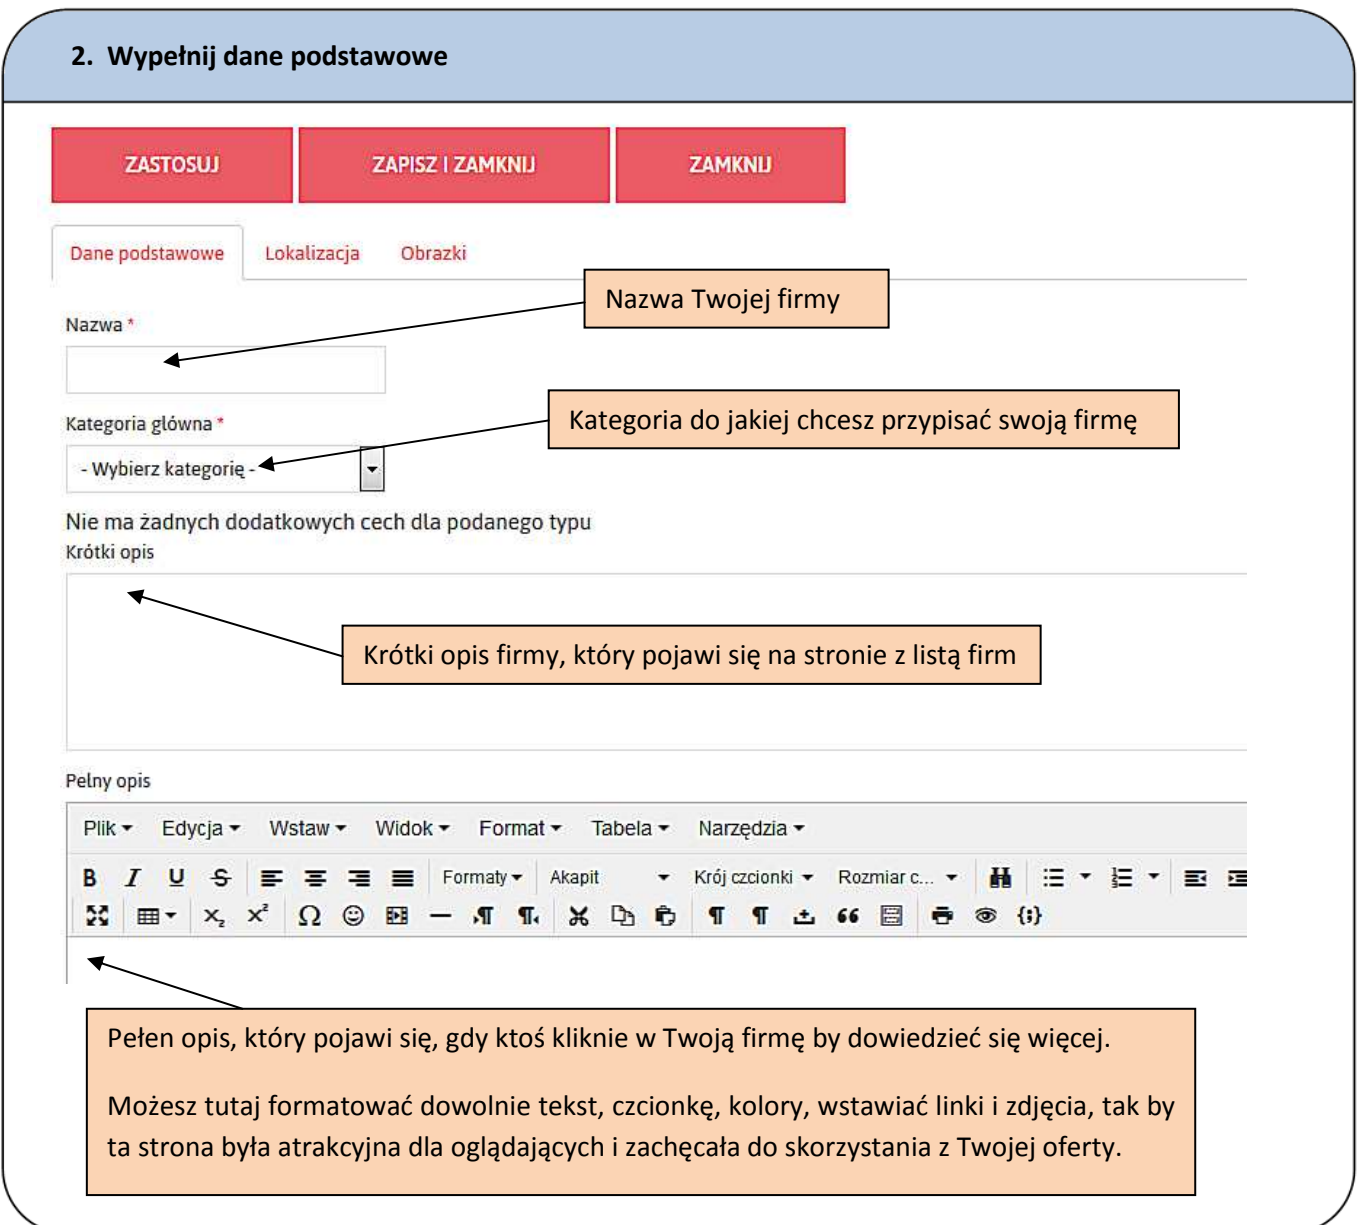 2. Wypełnij dane podstawowe
ZASTOSUJ ZAPISZ I ZAMKNIJ ZAMKNIJ
Dane podstawowe Lokalizacja Obrazki
Nazwa Twojej firmy
Nazwa *
Kategoria do jakiej chcesz przypisać swoją firmę
Kategoria główna *
- Wybierz kategorię -
Nie ma żadnych dodatkowych cech dla podanego typu
Krótki opis
Krótki opis firmy, który pojawi się na stronie z listą firm
Pełny opis
Plik Edycja Wstaw Widok Format Tabela Narzędzia
B I U S Formaty Akapit Krój czcionki Rozmiar c...
Pełen opis, który pojawi się, gdy ktoś kliknie w Twoją firmę by dowiedzieć się więcej.
Możesz tutaj formatować dowolnie tekst, czcionkę, kolory, wstawiać linki i zdjęcia, tak by
ta strona była atrakcyjna dla oglądających i zachęcała do skorzystania z Twojej oferty.